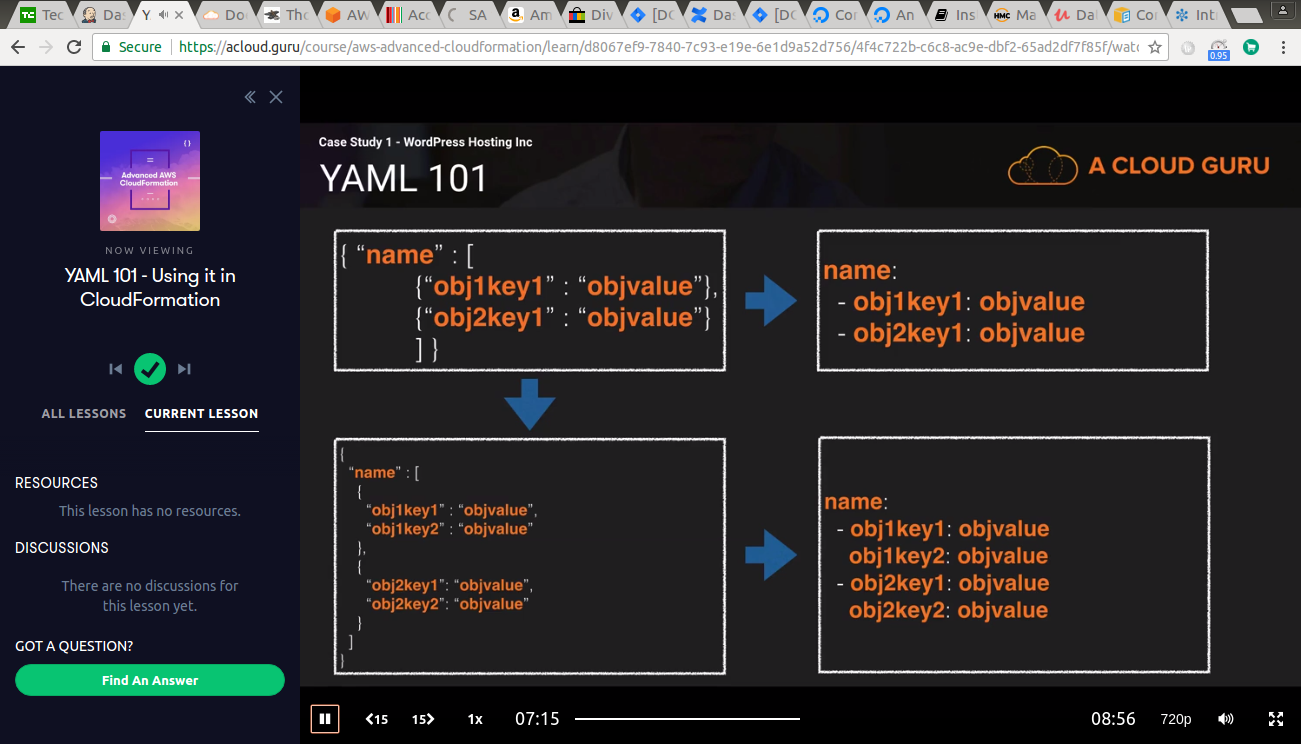 Tec
Das
Y
Do
Tho
AW
Acc
SA
Am
Div
[DC
Das
[DC
Co
An
Ins
Ma
Da
Co
Int
Secure
https://acloud.guru/course/aws-advanced-cloudformation/learn/d8067ef9-7840-7c93-e19e-6e1d9a52d756/4f4c722b-c6c8-ac9e-dbf2-65ad2df7f85f/watc
0.95
Advanced AWS
CloudFormation
NOW VIEWING
YAML 101 - Using it in
CloudFormation
ALL LESSONS
CURRENT LESSON
RESOURCES
This lesson has no resources.
DISCUSSIONS
There are no discussions for
this lesson yet.
GOT A QUESTION?
Find An Answer
Case Study 1 - WordPress Hosting Inc
YAML 101
A CLOUD GURU
{ “name” : [
{“obj1key1” : “objvalue”},
{“obj2key1” : “objvalue”}
] }
name:
- obj1key1: objvalue
- obj2key1: objvalue
{
“name” : [
{
“obj1key1” : “objvalue”,
“obj1key2” : “objvalue”
},
{
“obj2key1”: “objvalue”,
“obj2key2”: “objvalue”
}
]
}
name:
- obj1key1: objvalue
obj1key2: objvalue
- obj2key1: objvalue
obj2key2: objvalue
15
15
1x
07:15
08:56
720p